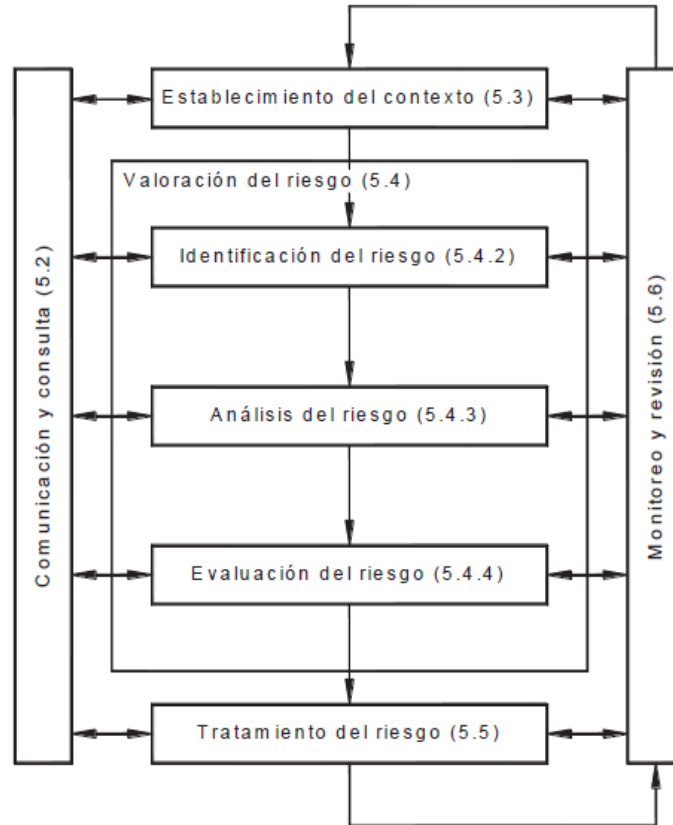 Establecimiento del contexto (5.3)
Valoración del riesgo (5.4)
Identificación del riesgo (5.4.2)
Análisis del riesgo (5.4.3)
Evaluación del riesgo (5.4.4)
Tratamiento del riesgo (5.5)
Comunicación y consulta (5.2)
Monitoreo y revisión (5.6)